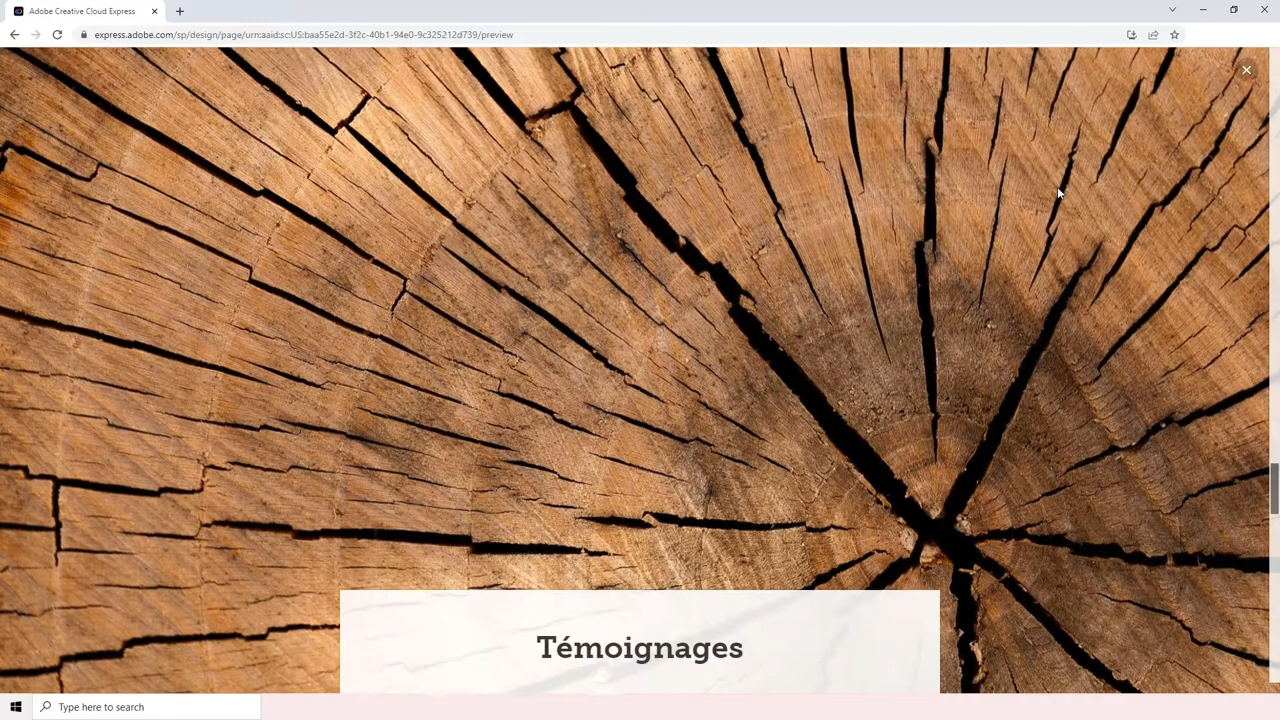 Adobe Creative Cloud Express
express.adobe.com/sp/design/page/urn:aaid:sc:US:baa55e2d-3f2c-40b1-94e0-9c325212d739/preview
Témoignages
Type here to search